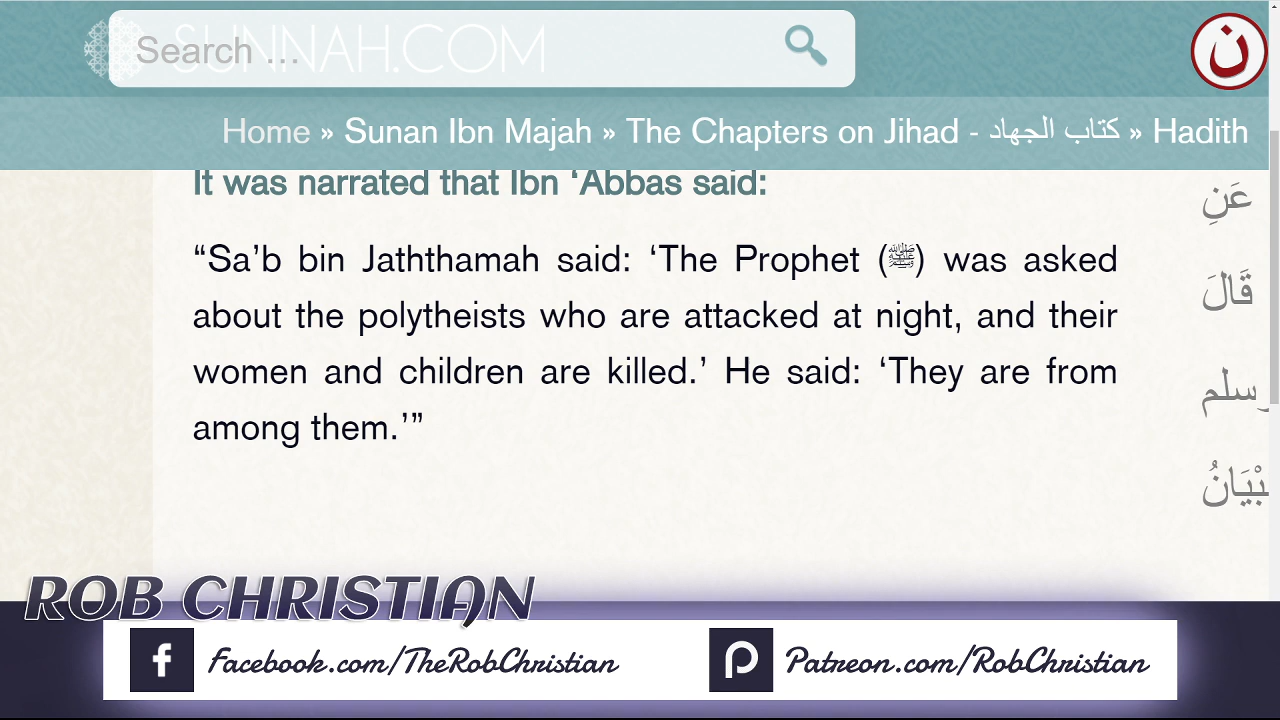 Search ...
SUNNAH.COM
ن
Home » Sunan Ibn Majah » The Chapters on Jihad - كتاب الجهاد » Hadith
It was narrated that Ibn ‘Abbas said:
عَنِ
“Sa’b bin Jaththamah said: ‘The Prophet (ﷺ) was asked
about the polytheists who are attacked at night, and their
قَالَ
women and children are killed.’ He said: ‘They are from
among them.’”
ROB CHRISTIAN
Facebook.com/TheRobChristian
Patreon.com/RobChristian